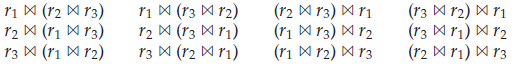 r₁ ⋈ (r₂ ⋈ r₃) r₁ ⋈ (r₃ ⋈ r₂) (r₂ ⋈ r₃) ⋈ r₁ (r₃ ⋈ r₂) ⋈ r₁
r₂ ⋈ (r₁ ⋈ r₃) r₂ ⋈ (r₃ ⋈ r₁) (r₁ ⋈ r₃) ⋈ r₂ (r₃ ⋈ r₁) ⋈ r₂
r₃ ⋈ (r₁ ⋈ r₂) r₃ ⋈ (r₂ ⋈ r₁) (r₁ ⋈ r₂) ⋈ r₃ (r₂ ⋈ r₁) ⋈ r₃